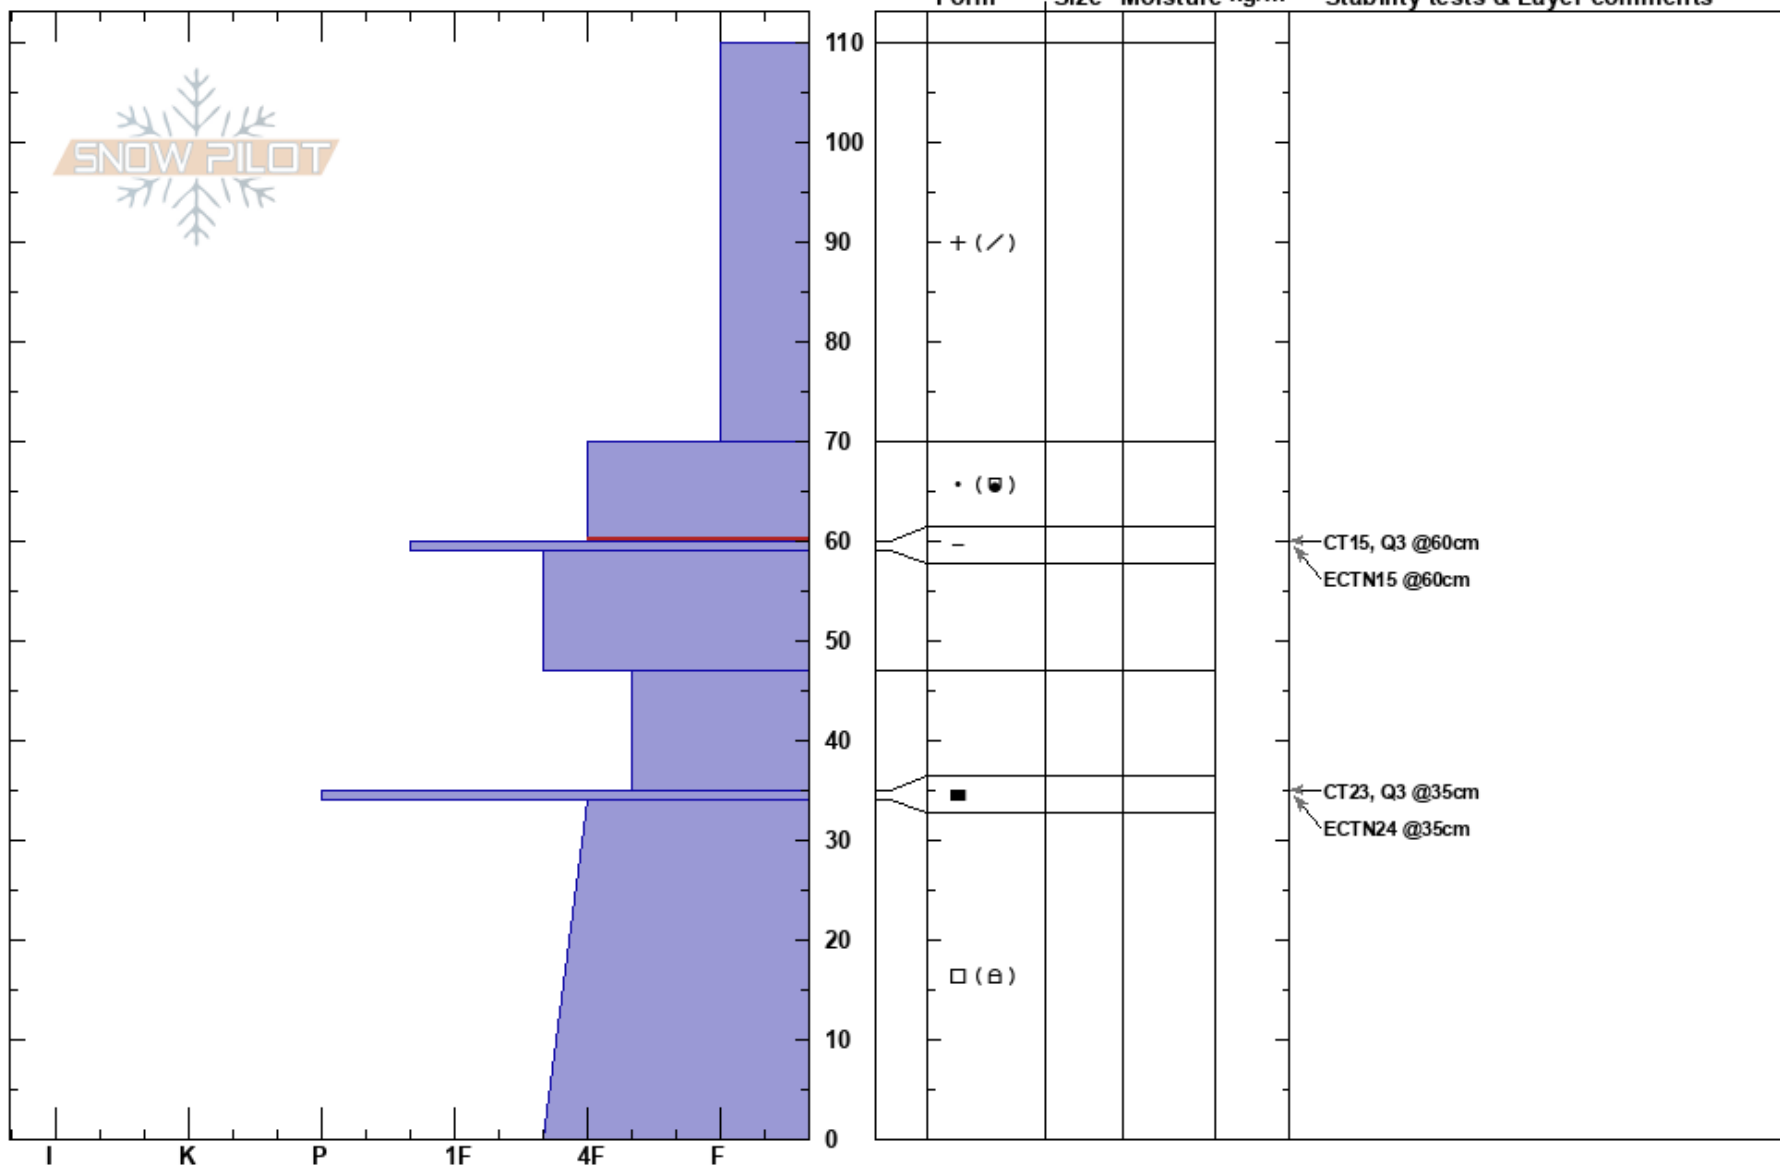 Form Size Moisture kg/m Stability tests & Layer comments
SNOW PILOT
110
100
90
+ (/)
80
70
• ( )
60
CT15, Q3 @60cm
ECTN15 @60cm
50
40
CT23, Q3 @35cm
ECTN24 @35cm
30
20
10
0
I K P 1F 4F F